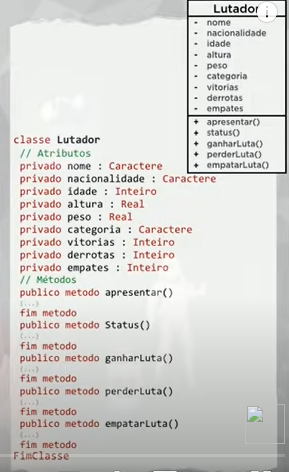 Lutador
- nome
- nacionalidade
- idade
- altura
- peso
- categoria
- vitorias
- derrotas
- empates
+ apresentar()
+ status()
+ ganharLuta()
+ perderLuta()
+ empatarLuta()
classe Lutador
// Atributos
privado nome : Caractere
privado nacionalidade : Caractere
privado idade : Inteiro
privado altura : Real
privado peso : Real
privado categoria : Caractere
privado vitorias : Inteiro
privado derrotas : Inteiro
privado empates : Inteiro
// Métodos
publico metodo apresentar()
(...)
fim metodo
publico metodo Status()
(...)
fim metodo
publico metodo ganharLuta()
(...)
fim metodo
publico metodo perderLuta()
(...)
fim metodo
publico metodo empatarLuta()
(...)
fim metodo
FimClasse